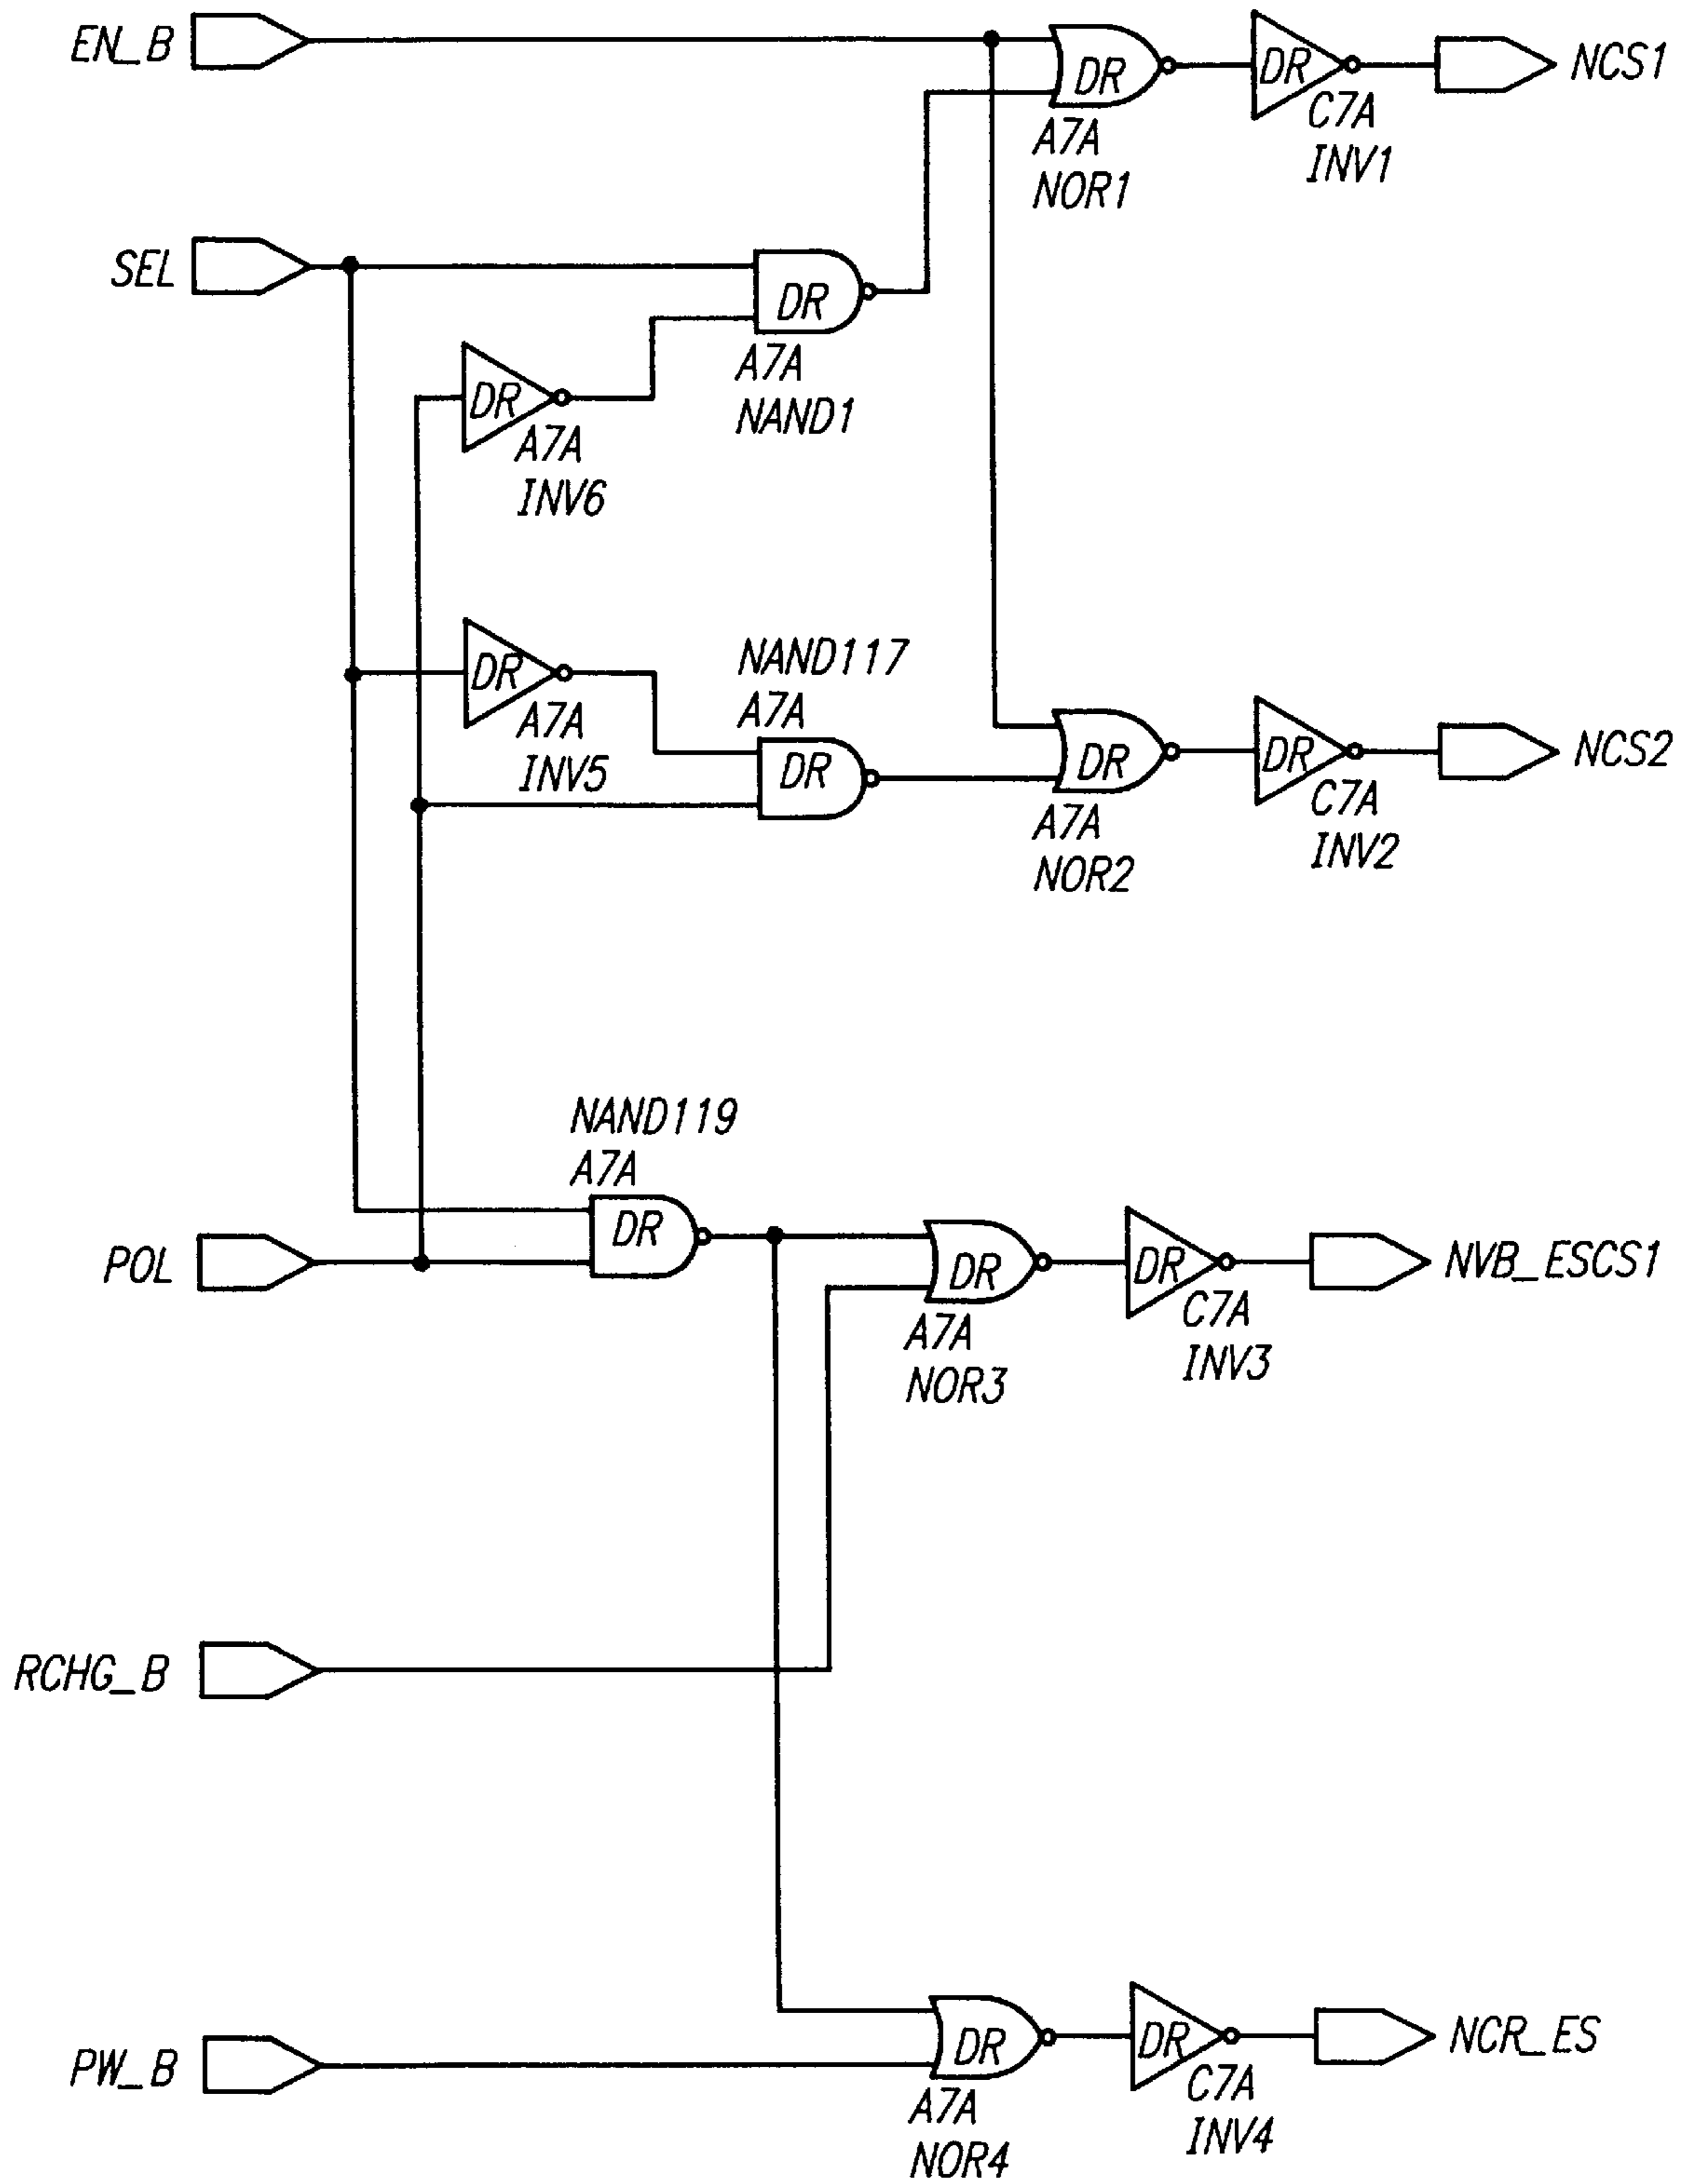 EN_B
DR
DR
NCS1
A7A
NOR1
C7A
INV1
SEL
DR
A7A
NAND1
DR
A7A
INV6
DR
A7A
INV5
NAND117
A7A
DR
DR
A7A
NOR2
DR
C7A
INV2
NCS2
NAND119
A7A
DR
POL
DR
A7A
NOR3
DR
C7A
INV3
NVB_ESCS1
RCHG_B
PW_B
DR
A7A
NOR4
DR
C7A
INV4
NCR_ES